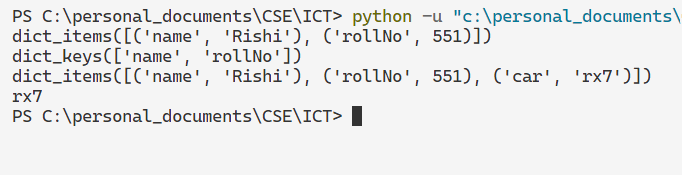 PS C:\personal_documents\CSE\ICT> python -u "c:\personal_documents\
dict_items([('name', 'Rishi'), ('rollNo', 551)])
dict_keys(['name', 'rollNo'])
dict_items([('name', 'Rishi'), ('rollNo', 551), ('car', 'rx7')])
rx7
PS C:\personal_documents\CSE\ICT>